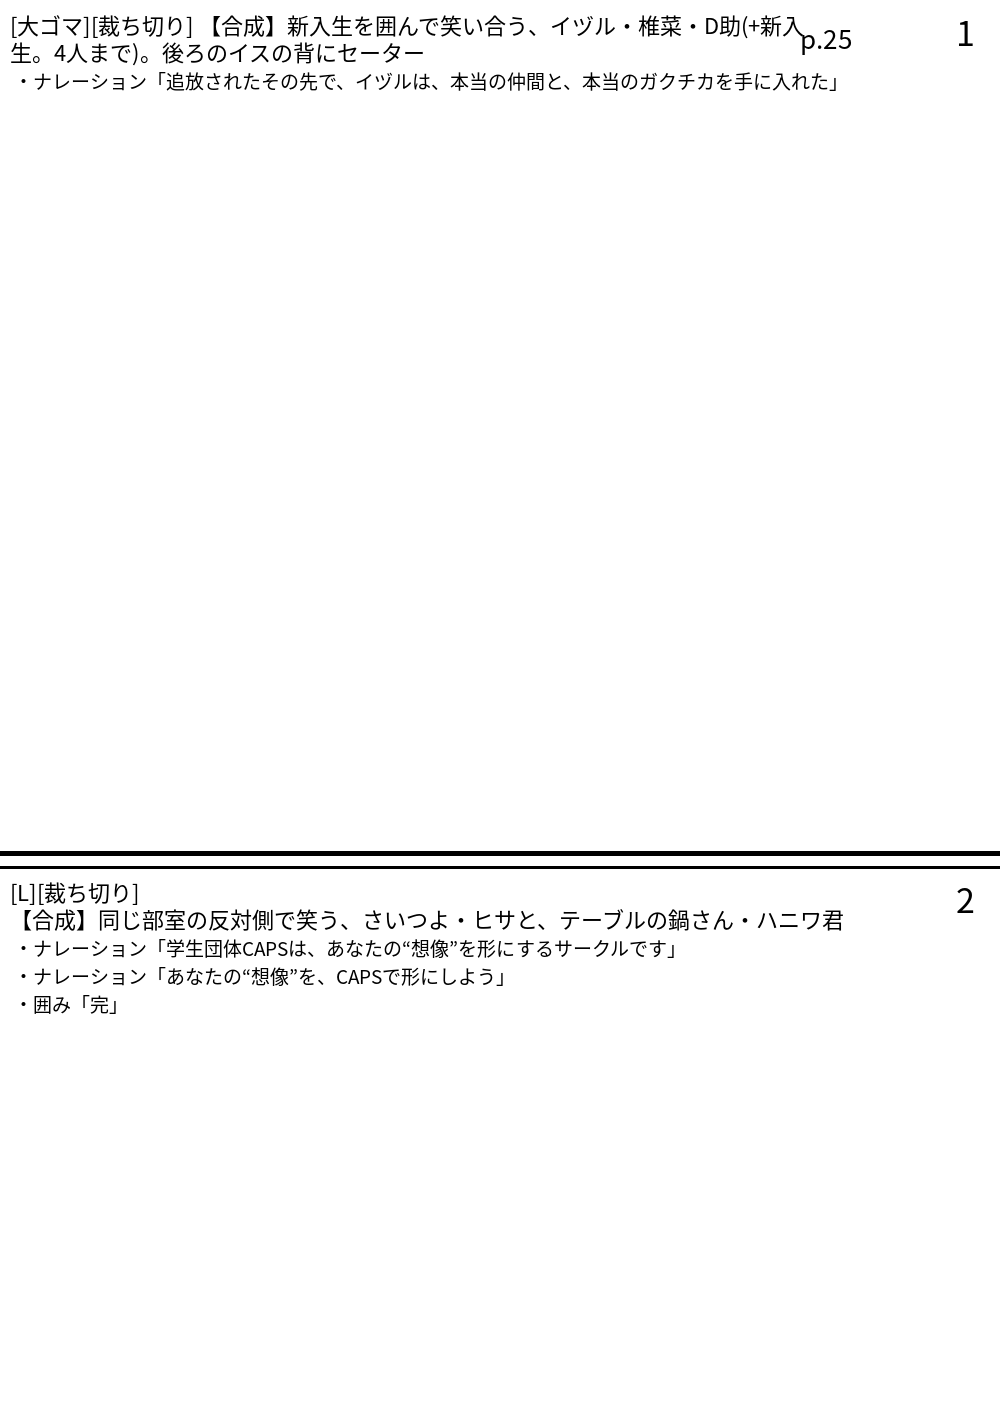 [大ゴマ][裁ち切り] 【合成】新入生を囲んで笑い合う、イヅル・椎菜・D助(+新入
生。4人まで)。後ろのイスの背にセーター
p.25
1
・ナレーション「追放されたその先で、イヅルは、本当の仲間と、本当のガクチカを手に入れた」
[L][裁ち切り]
2
【合成】同じ部室の反対側で笑う、さいつよ・ヒサと、テーブルの鍋さん・ハニワ君
・ナレーション「学生団体CAPSは、あなたの“想像”を形にするサークルです」
・ナレーション「あなたの“想像”を、CAPSで形にしよう」
・囲み「完」